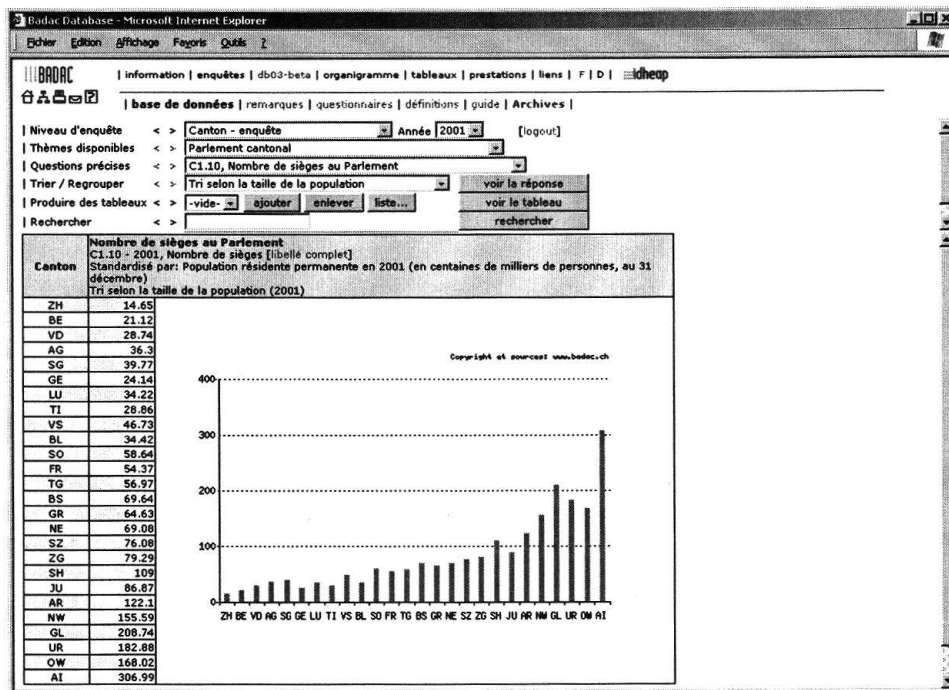 Badac Database - Microsoft Internet Explorer
Fichier Edition Affichage Favoris Outils ?
BADAC | information | enquêtes | db03-beta | organigramme | tableaux | prestations | liens | F | D | idheap
| base de données | remarques | questionnaires | définitions | guide | Archives |
| Niveau d'enquête < > Canton - enquête Année 2001 [logout]
| Thèmes disponibles < > Parlement cantonal
| Questions précises < > C1.10, Nombre de sièges au Parlement
| Trier / Regrouper < > Tri selon la taille de la population voir la réponse
| Produire des tableaux < > -vide- ajouter enlever liste... voir le tableau
| Rechercher < > rechercher
Canton
Nombre de sièges au Parlement
C1.10 - 2001, Nombre de sièges [libellé complet]
Standardisé par: Population résidente permanente en 2001 (en centaines de milliers de personnes, au 31
décembre)
Tri selon la taille de la population (2001)
ZH 14.65
BE 21.12
VD 28.74
AG 36.3
SG 39.77
GE 24.14
LU 34.22
TI 28.86
VS 46.73
BL 34.42
SO 58.64
FR 54.37
TG 56.97
BS 69.64
GR 64.63
NE 69.08
SZ 76.08
ZG 79.29
SH 109
JU 86.87
AR 122.1
NW 155.59
GL 208.74
UR 182.88
OW 168.02
AI 306.99
Copyright et sources: www.badac.ch
400
300
200
100
0
ZH BE VD AG SG GE LU TI VS BL SO FR TG BS GR NE SZ ZG SH JU AR NW GL UR OW AI